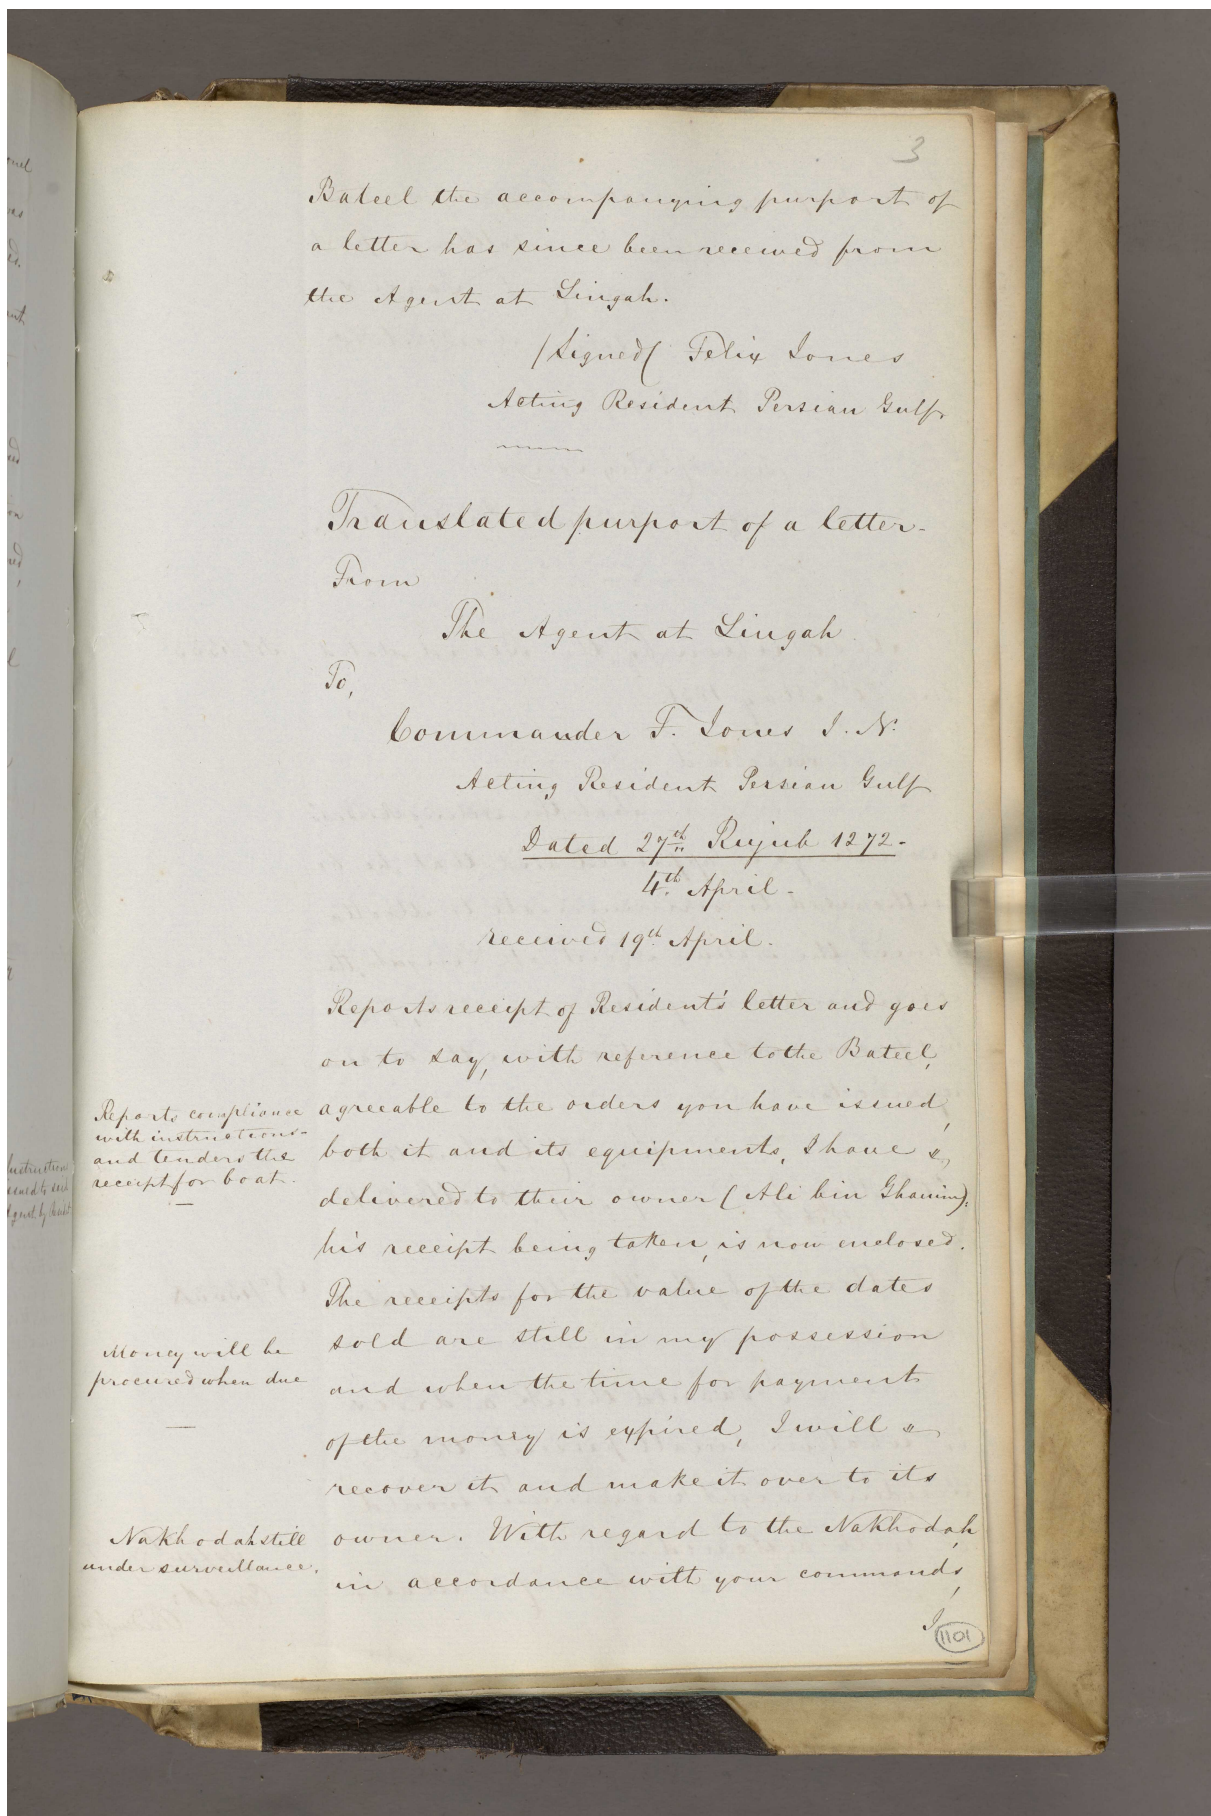 3
Bateel the accompanying purport of
a letter has since been received from
the Agent at Lingah.
(Signed( Felix Jones
Acting Resident Persian Gulf
Translated purport of a letter-
From
The Agent at Lingah
To,
Commander F. Jones I. N.
Acting Resident Persian Gulf
Dated 27th Rujub 1272-
4th April-
received 19th April.
Reports receipt of Resident's letter and goes
on to say, with reference to the Bateel,
Reports compliance
with instructions-
and tenders the
receipt for boat.
agreeable to the orders you have issued,
both it and its equipments, I have
delivered to their owner (Ali bin Ghanim):
his receipt being taken, is now enclosed.
The receipts for the value of the dates
Money will be
procured when due
sold are still in my possession
and when the time for payment
of the money is expired, I will
recover it and make it over to its
Nakhodah still
under surveillance.
owner. With regard to the Nakhodah,
in accordance with your commands,
I
1101